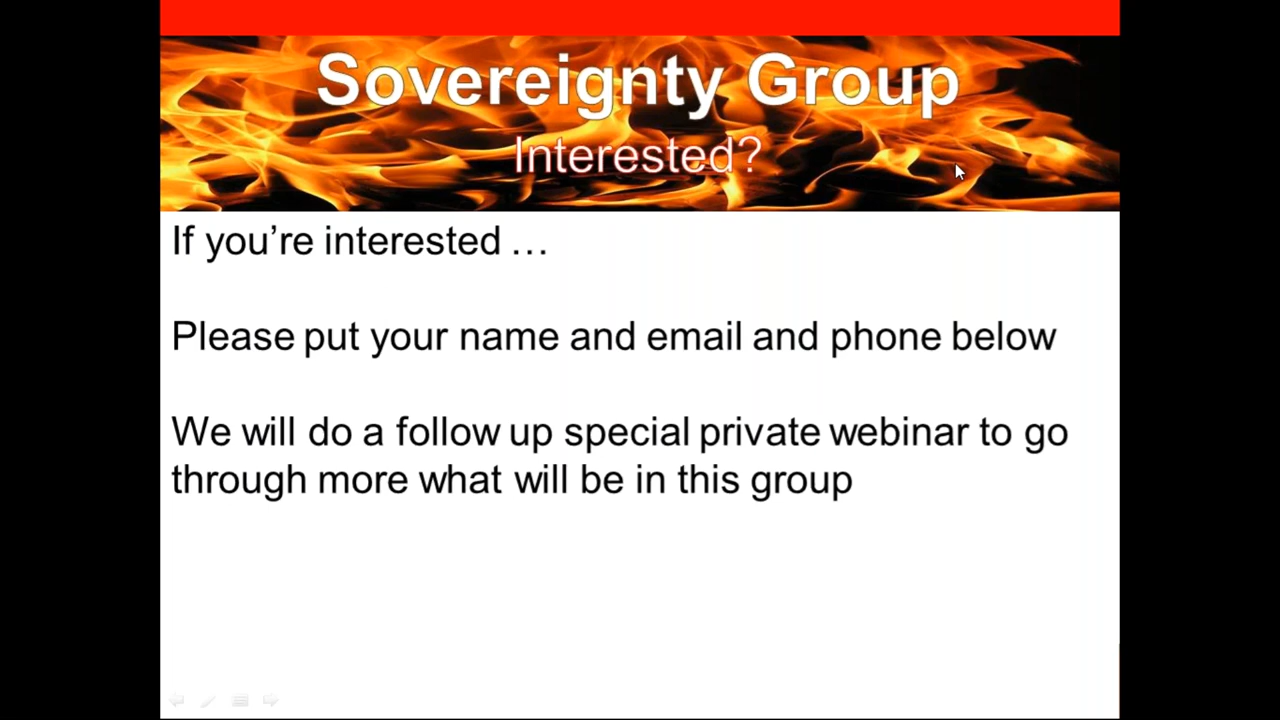 Sovereignty Group
Interested?
If you’re interested …
Please put your name and email and phone below
We will do a follow up special private webinar to go
through more what will be in this group